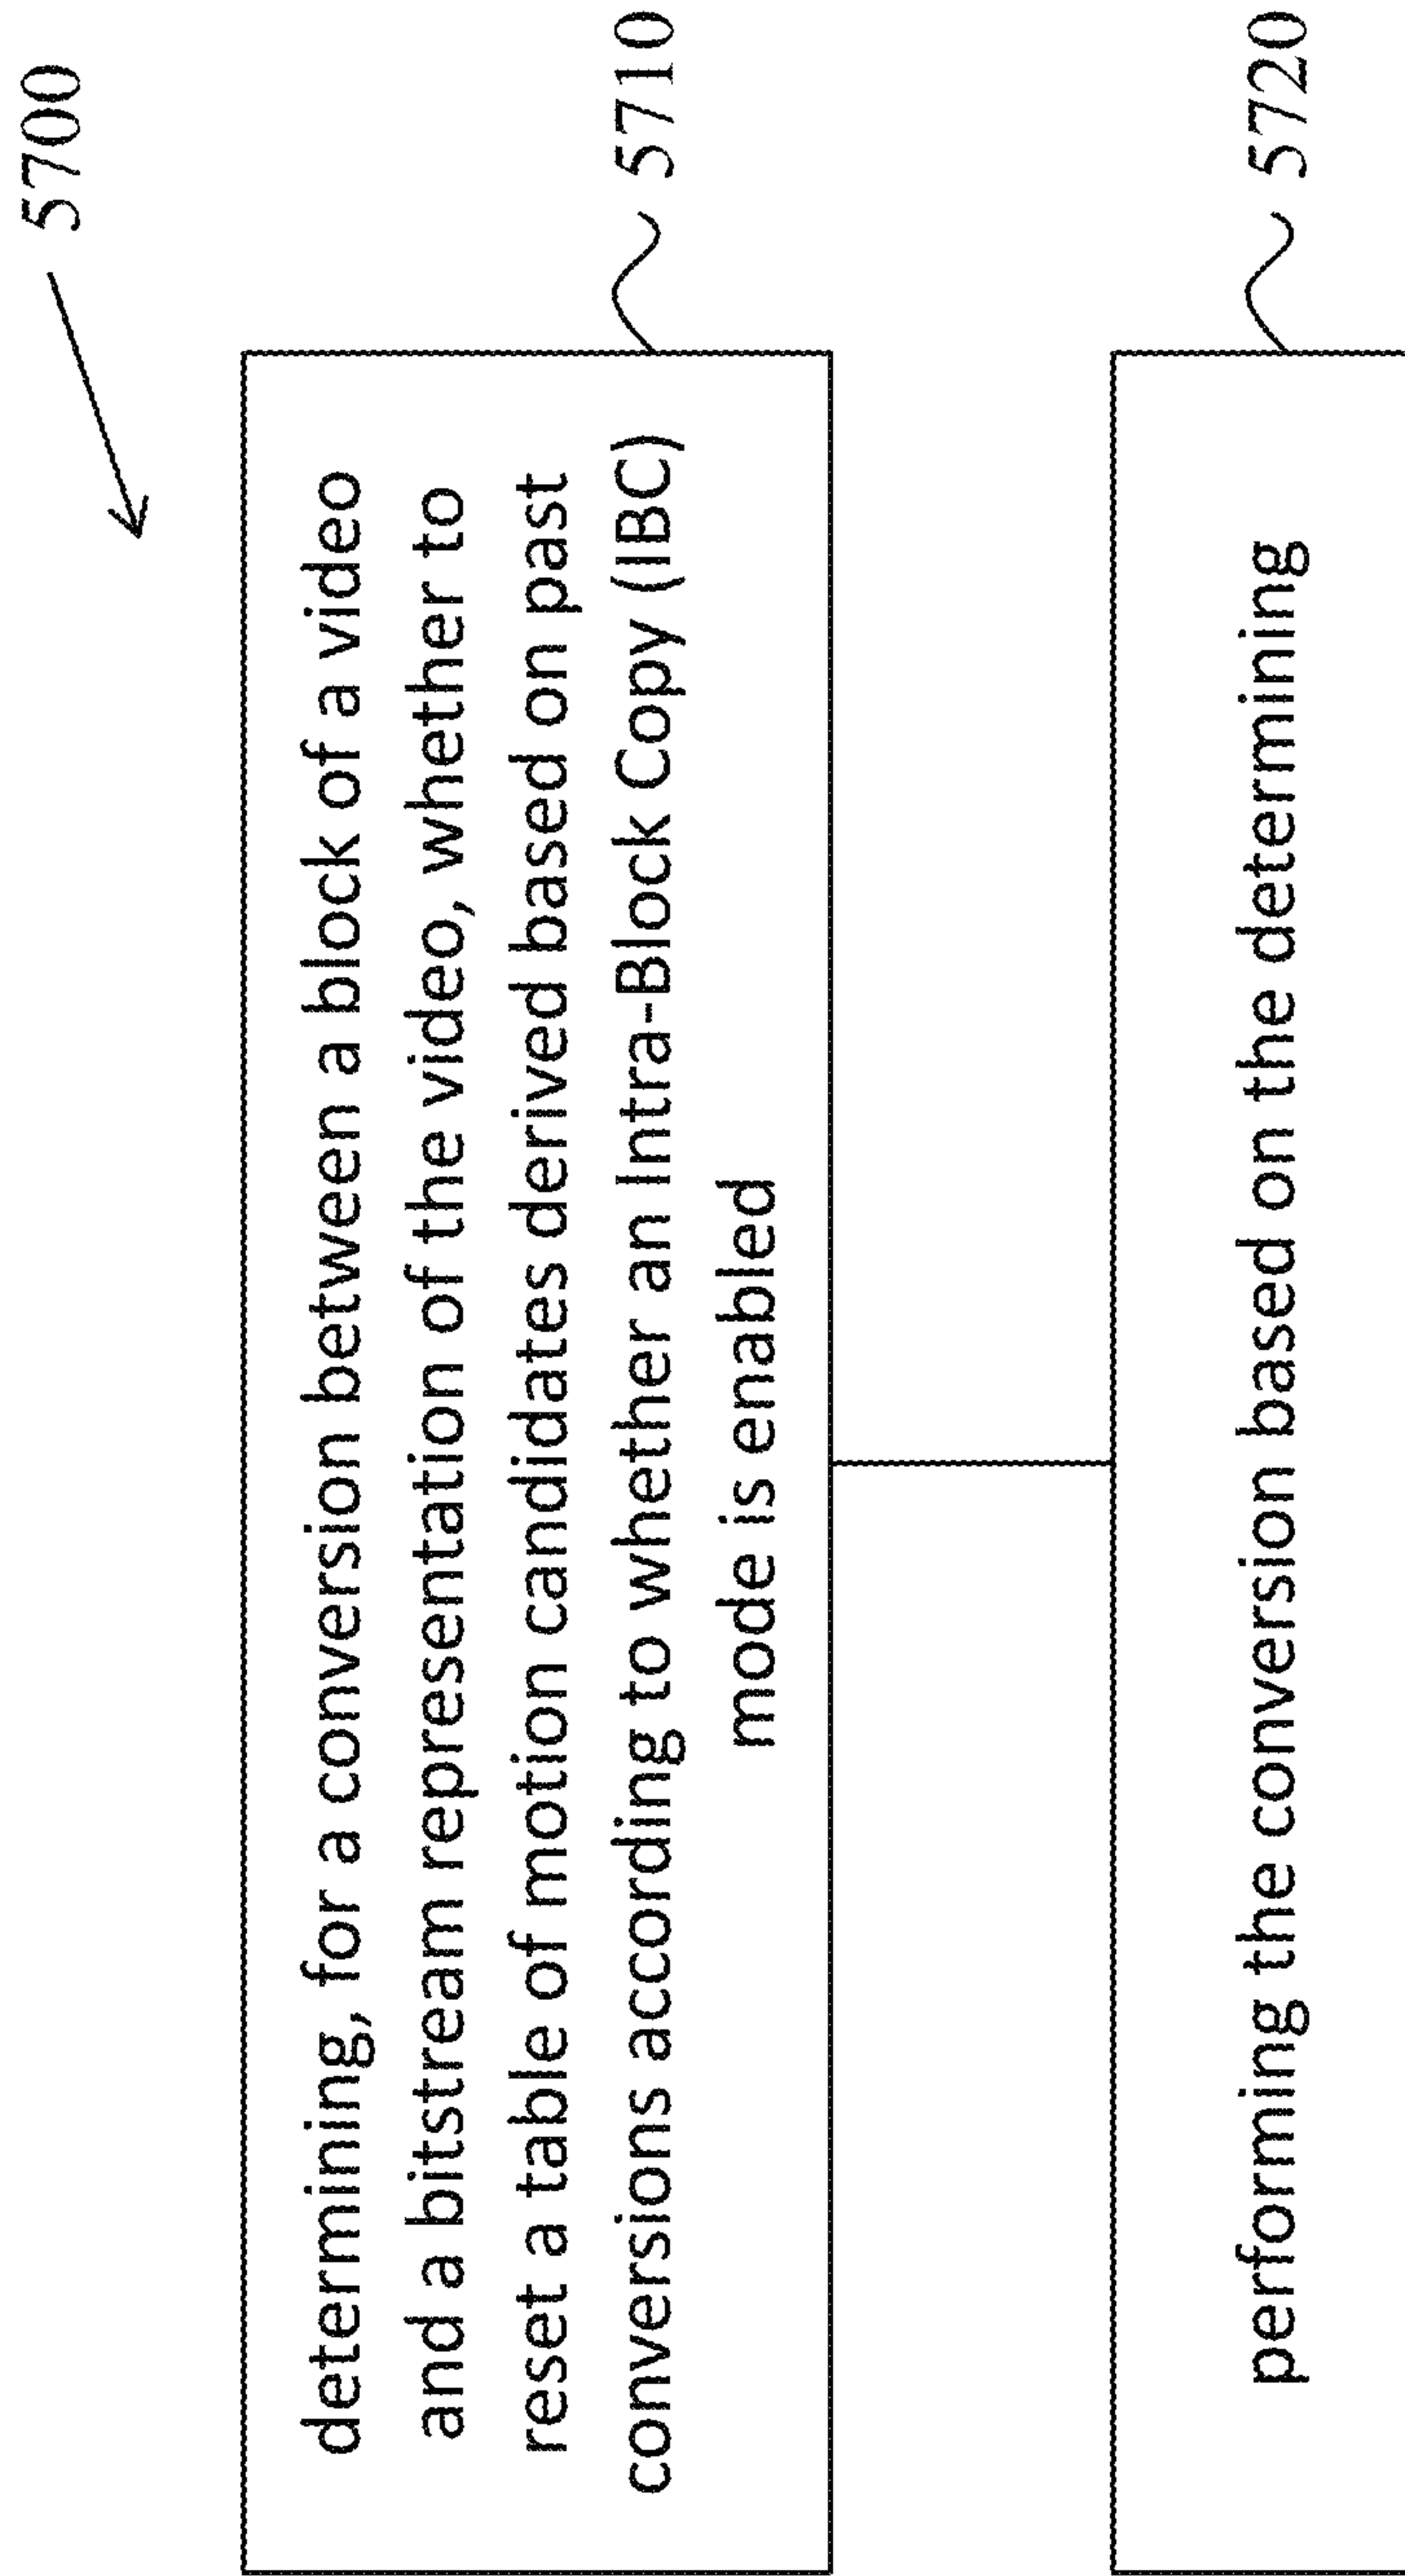 5700
determining, for a conversion between a block of a video
and a bitstream representation of the video, whether to
reset a table of motion candidates derived based on past
conversions according to whether an Intra-Block Copy (IBC)
mode is enabled
5710
performing the conversion based on the determining
5720